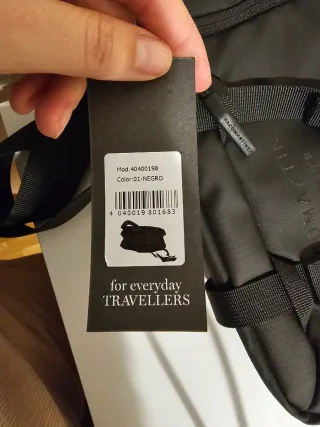 Mod.40400198
Color:01-NEGRO
4 040019 801683
for everyday
TRAVELLERS